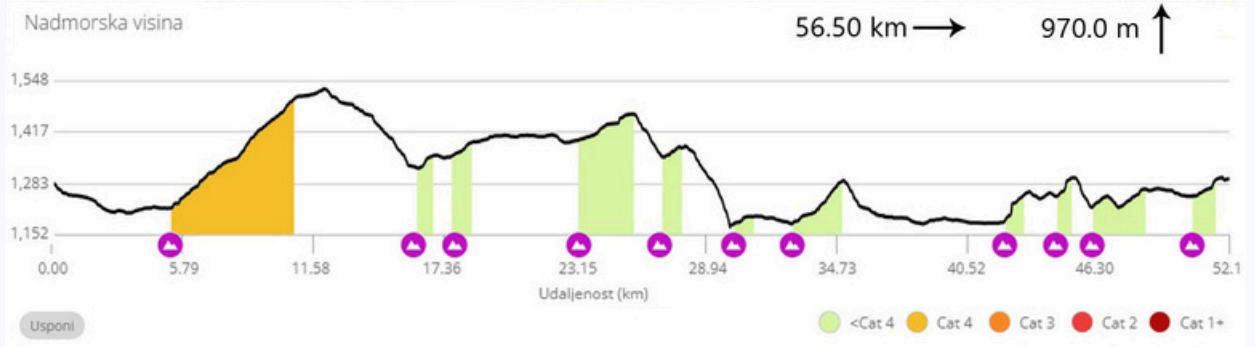 Nadmorska visina
56.50 km
970.0 m
1,548
1,417
1,283
1,152
0.00 5.79 11.58 17.36 23.15 28.94 34.73 40.52 46.30 52.1
Udaljenost (km)
Usponi
<Cat 4 Cat 4 Cat 3 Cat 2 Cat 1+